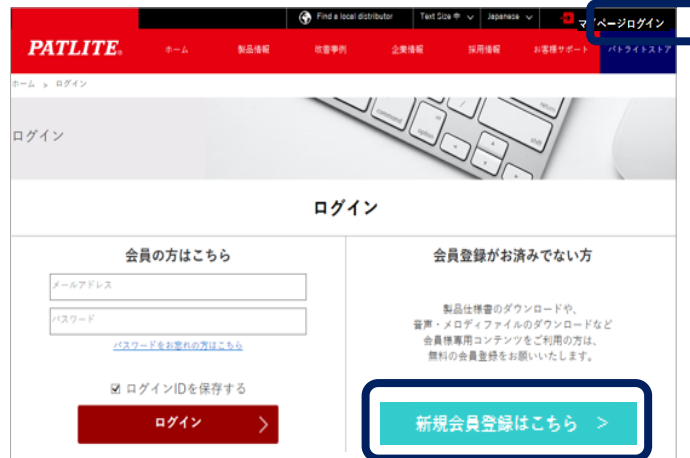 Find a local distributor Text Size 中 Japanese マイページログイン
PATLITE® ホーム 製品情報 改善事例 企業情報 採用情報 お客様サポート パトライトストア
ホーム > ログイン
ログイン
command option return shift
ログイン
会員の方はこちら
メールアドレス
パスワード
パスワードをお忘れの方はこちら
ログインIDを保存する
ログイン
会員登録がお済みでない方
製品仕様書のダウンロードや、
音声・メロディファイルのダウンロードなど
会員様専用コンテンツをご利用の方は、
無料の会員登録をお願いいたします。
新規会員登録はこちら >